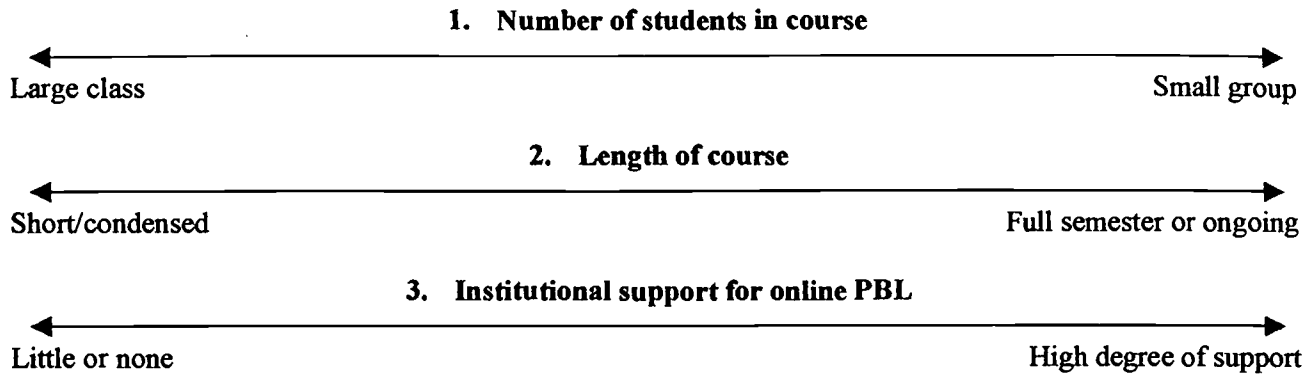 1. Number of students in course
Large class Small group
2. Length of course
Short/condensed Full semester or ongoing
3. Institutional support for online PBL
Little or none High degree of support